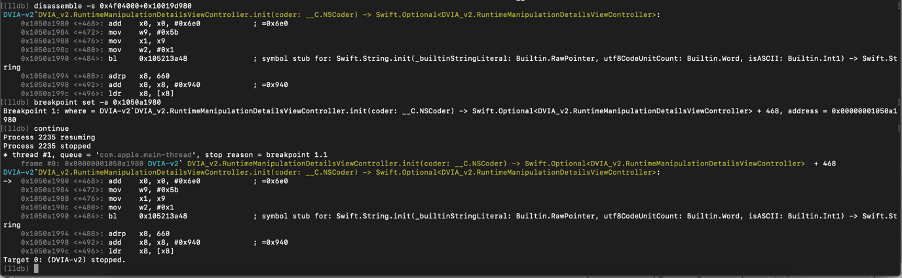 (lldb) disassemble -s 0x4f04000+0x10019d980
DVIA-v2`DVIA_v2.RuntimeManipulationDetailsViewController.init(coder: __C.NSCoder) -> Swift.Optional<DVIA_v2.RuntimeManipulationDetailsViewController>:
0x1050a1980 <+468>: add x0, x0, #0x6e0 ; =0x6e0
0x1050a1984 <+472>: mov w9, #0x5b
0x1050a1988 <+476>: mov x1, x9
0x1050a198c <+480>: mov w2, #0x1
0x1050a1990 <+484>: bl 0x105213a48 ; symbol stub for: Swift.String.init(_builtinStringLiteral: Builtin.RawPointer, utf8CodeUnitCount: Builtin.Word, isASCII: Builtin.Int1) -> Swift.St
ring
0x1050a1994 <+488>: adrp x8, 660
0x1050a1998 <+492>: add x8, x8, #0x940 ; =0x940
0x1050a199c <+496>: ldr x8, [x8]
(lldb) breakpoint set -a 0x1050a1980
Breakpoint 1: where = DVIA-v2`DVIA_v2.RuntimeManipulationDetailsViewController.init(coder: __C.NSCoder) -> Swift.Optional<DVIA_v2.RuntimeManipulationDetailsViewController> + 468, address = 0x00000001050a1
980
(lldb) continue
Process 2235 resuming
Process 2235 stopped
* thread #1, queue = 'com.apple.main-thread', stop reason = breakpoint 1.1
frame #0: 0x00000001050a1980 DVIA-v2` DVIA_v2.RuntimeManipulationDetailsViewController.init(coder: __C.NSCoder) -> Swift.Optional<DVIA_v2.RuntimeManipulationDetailsViewController> + 468
DVIA-v2`DVIA_v2.RuntimeManipulationDetailsViewController.init(coder: __C.NSCoder) -> Swift.Optional<DVIA_v2.RuntimeManipulationDetailsViewController>:
-> 0x1050a1980 <+468>: add x0, x0, #0x6e0 ; =0x6e0
0x1050a1984 <+472>: mov w9, #0x5b
0x1050a1988 <+476>: mov x1, x9
0x1050a198c <+480>: mov w2, #0x1
0x1050a1990 <+484>: bl 0x105213a48 ; symbol stub for: Swift.String.init(_builtinStringLiteral: Builtin.RawPointer, utf8CodeUnitCount: Builtin.Word, isASCII: Builtin.Int1) -> Swift.St
ring
0x1050a1994 <+488>: adrp x8, 660
0x1050a1998 <+492>: add x8, x8, #0x940 ; =0x940
0x1050a199c <+496>: ldr x8, [x8]
Target 0: (DVIA-v2) stopped.
(lldb)